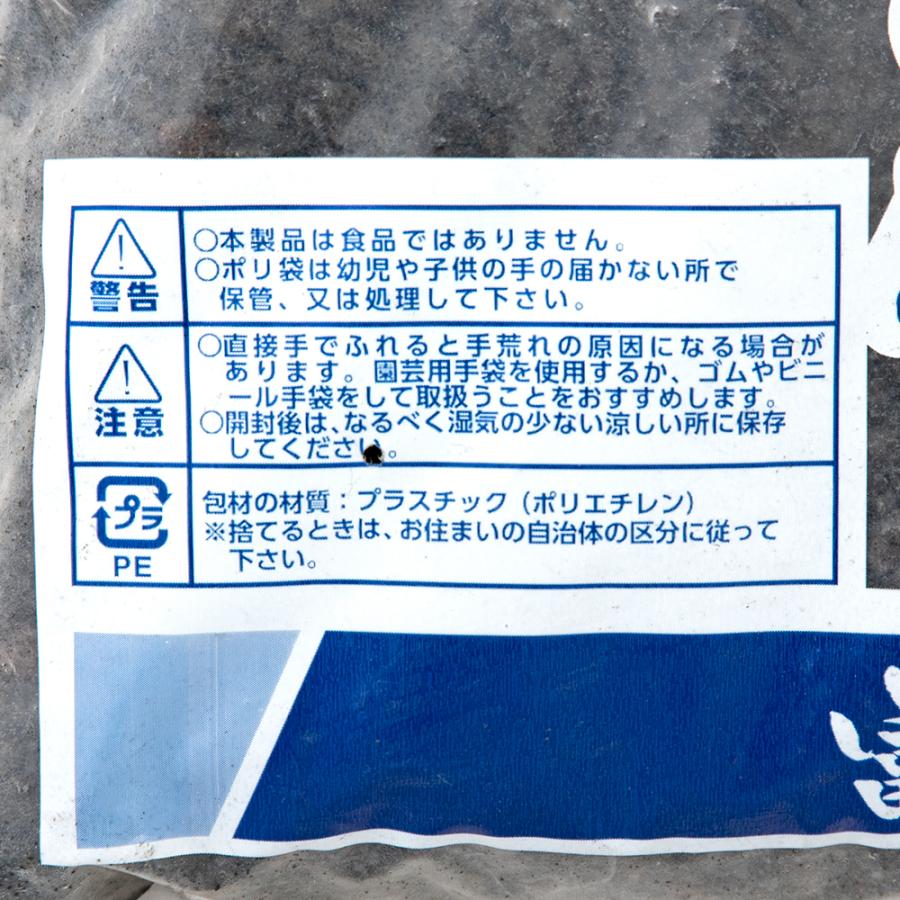 警告
○本製品は食品ではありません。
○ポリ袋は幼児や子供の手の届かない所で
保管、又は処理して下さい。
注意
○直接手でふれると手荒れの原因になる場合が
あります。園芸用手袋を使用するか、ゴムやビニ
ール手袋をして取扱うことをおすすめします。
○開封後は、なるべく湿気の少ない涼しい所に保存
してください。
プラ
PE
包材の材質：プラスチック（ポリエチレン）
※捨てるときは、お住まいの自治体の区分に従って
下さい。